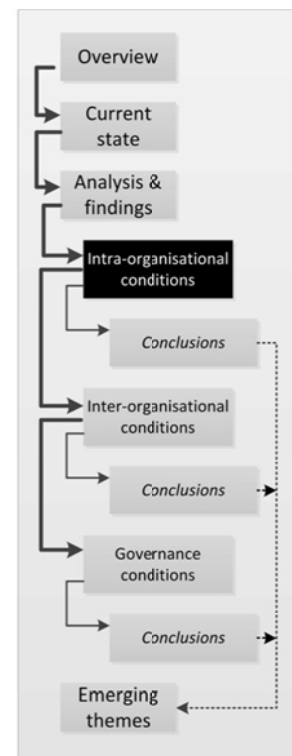 Overview
Current
state
Analysis &
findings
Intra-organisational
conditions
Conclusions
Inter-organisational
conditions
Conclusions
Governance
conditions
Conclusions
Emerging
themes